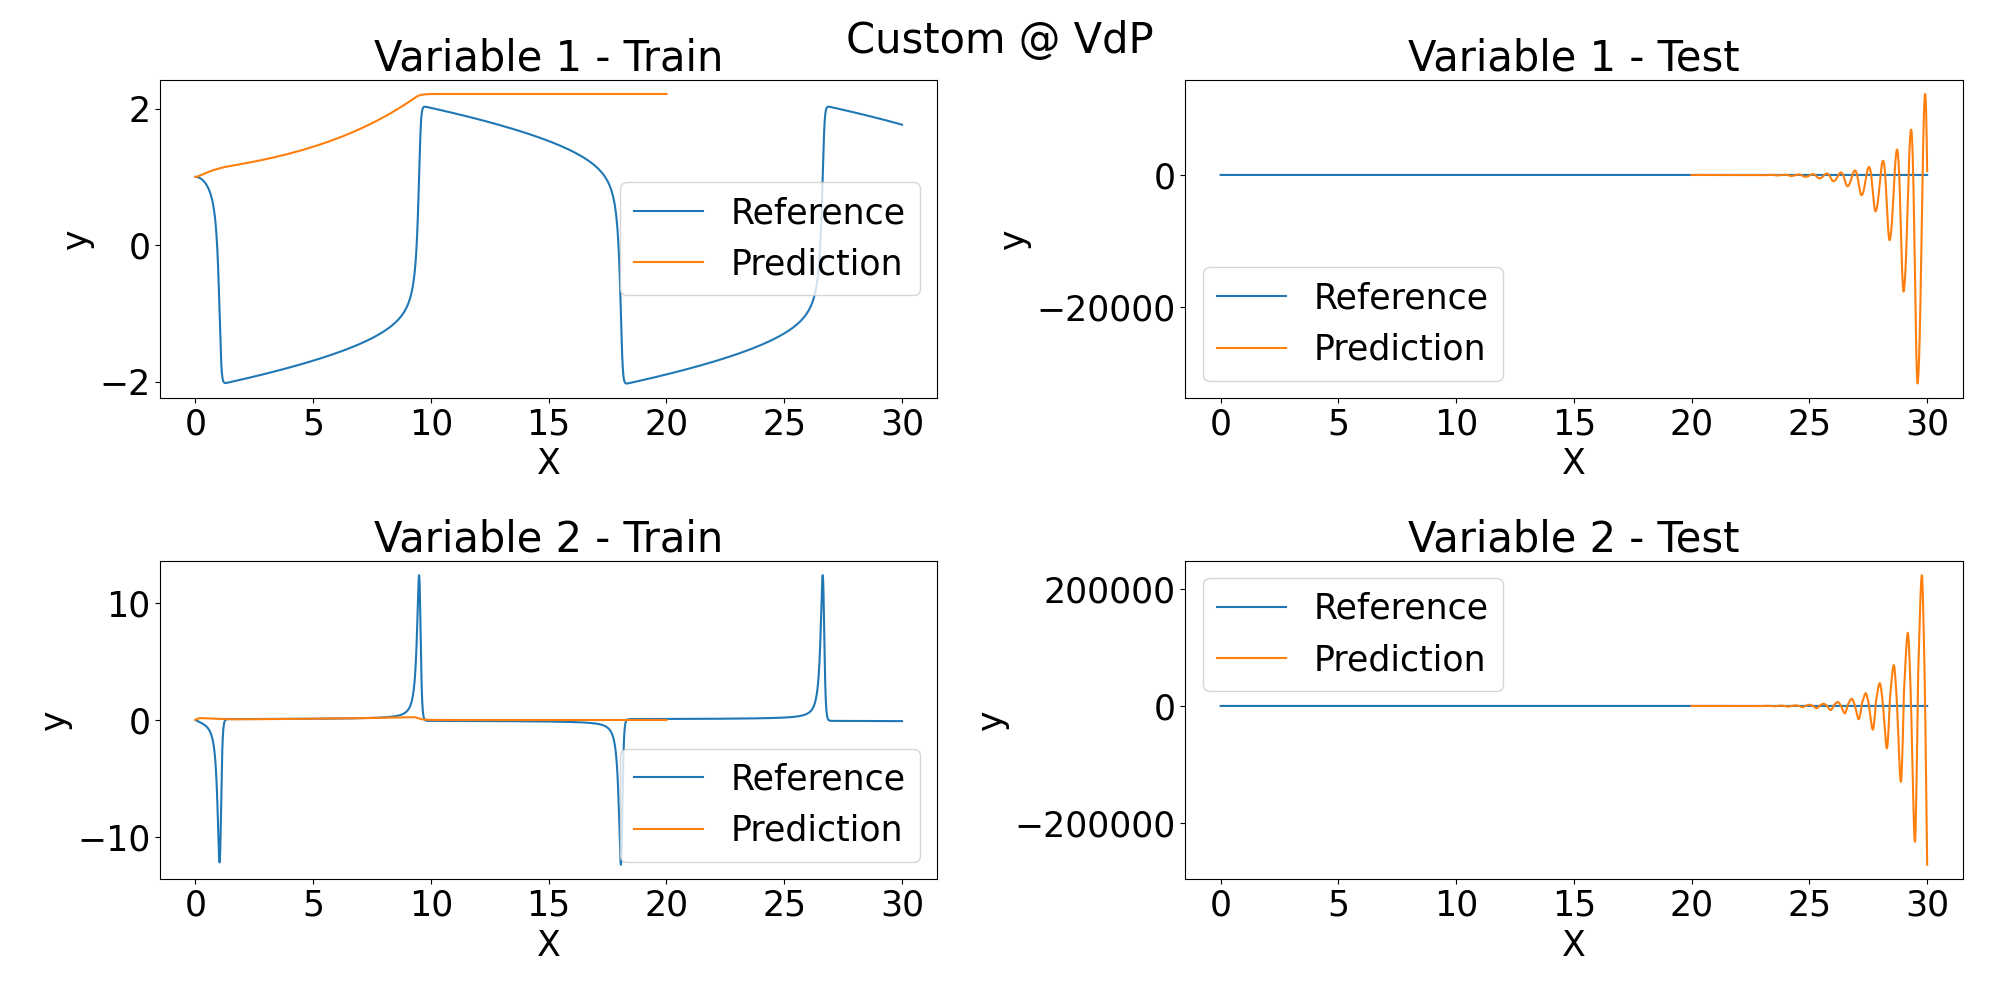 Custom @ VdP
Variable 1 - Train
2
0
−2
y
Reference
Prediction
0 5 10 15 20 25 30
X
Variable 1 - Test
0
−20000
y
Reference
Prediction
0 5 10 15 20 25 30
X
Variable 2 - Train
10
0
−10
y
Reference
Prediction
0 5 10 15 20 25 30
X
Variable 2 - Test
200000
0
−200000
y
Reference
Prediction
0 5 10 15 20 25 30
X